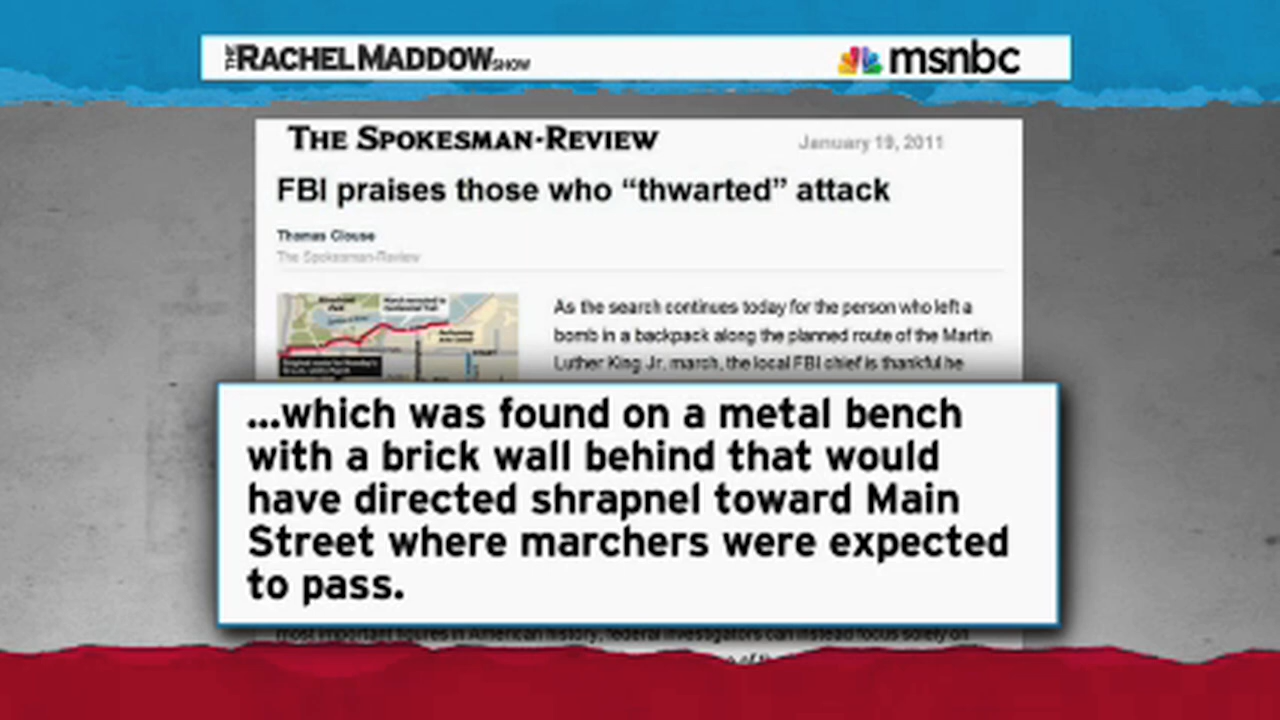 THE RACHEL MADDOW SHOW
msnbc
THE SPOKESMAN-REVIEW
January 19, 2011
FBI praises those who “thwarted” attack
Thomas Clouse
The Spokesman-Review
As the search continues today for the person who left a
bomb in a backpack along the planned route of the Martin
Luther King Jr. march, the local FBI chief is thankful he
...which was found on a metal bench
with a brick wall behind that would
have directed shrapnel toward Main
Street where marchers were expected
to pass.
most important figures in American history, federal investigators can instead focus solely on